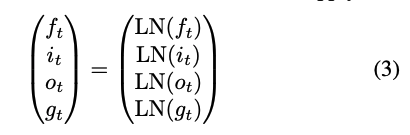 f_t
i_t
o_t
g_t
=
LN(f_t)
LN(i_t)
LN(o_t)
LN(g_t)
(3)